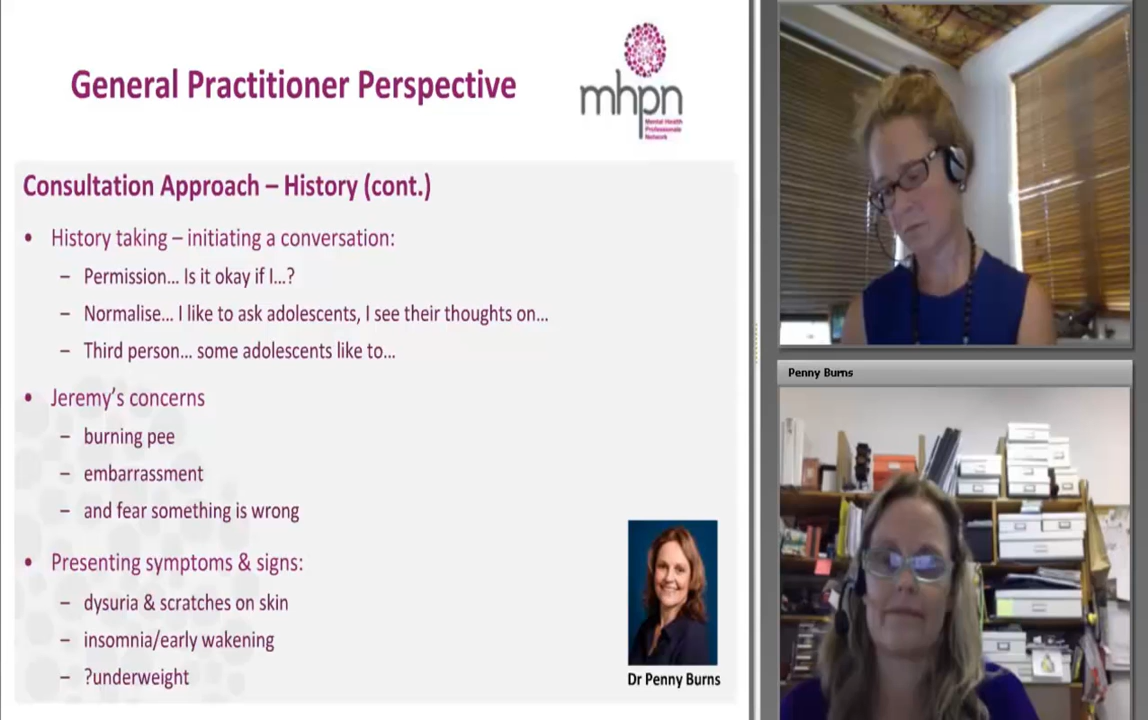 General Practitioner Perspective
mhpn
Mental Health
Professionals
Network
Consultation Approach – History (cont.)
• History taking – initiating a conversation:
– Permission... Is it okay if I...?
– Normalise... I like to ask adolescents, I see their thoughts on...
– Third person... some adolescents like to...
• Jeremy's concerns
– burning pee
– embarrassment
– and fear something is wrong
• Presenting symptoms & signs:
– dysuria & scratches on skin
– insomnia/early wakening
– ?underweight
Dr Penny Burns
Penny Burns